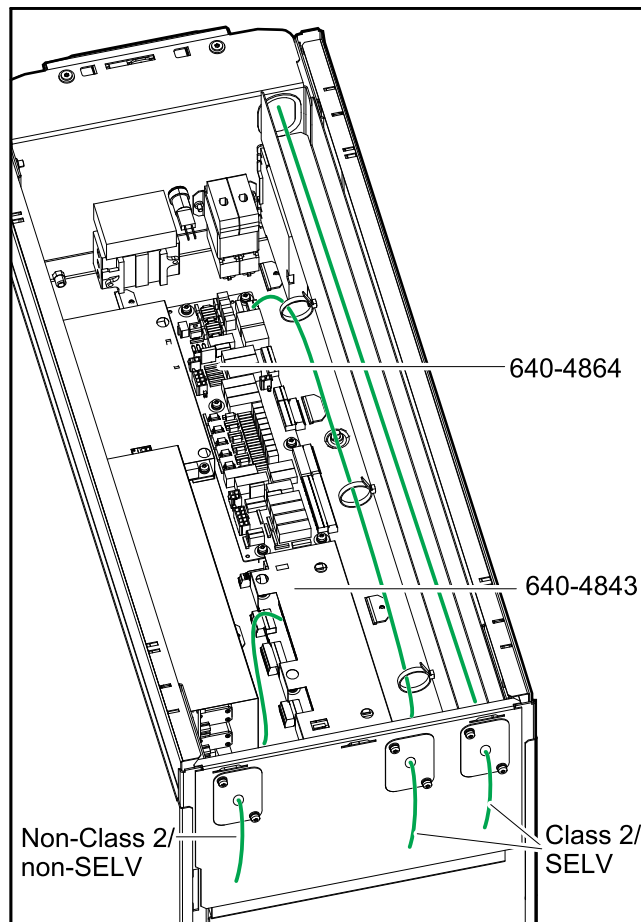 640-4864
640-4843
Non-Class 2/
non-SELV
Class 2/
SELV